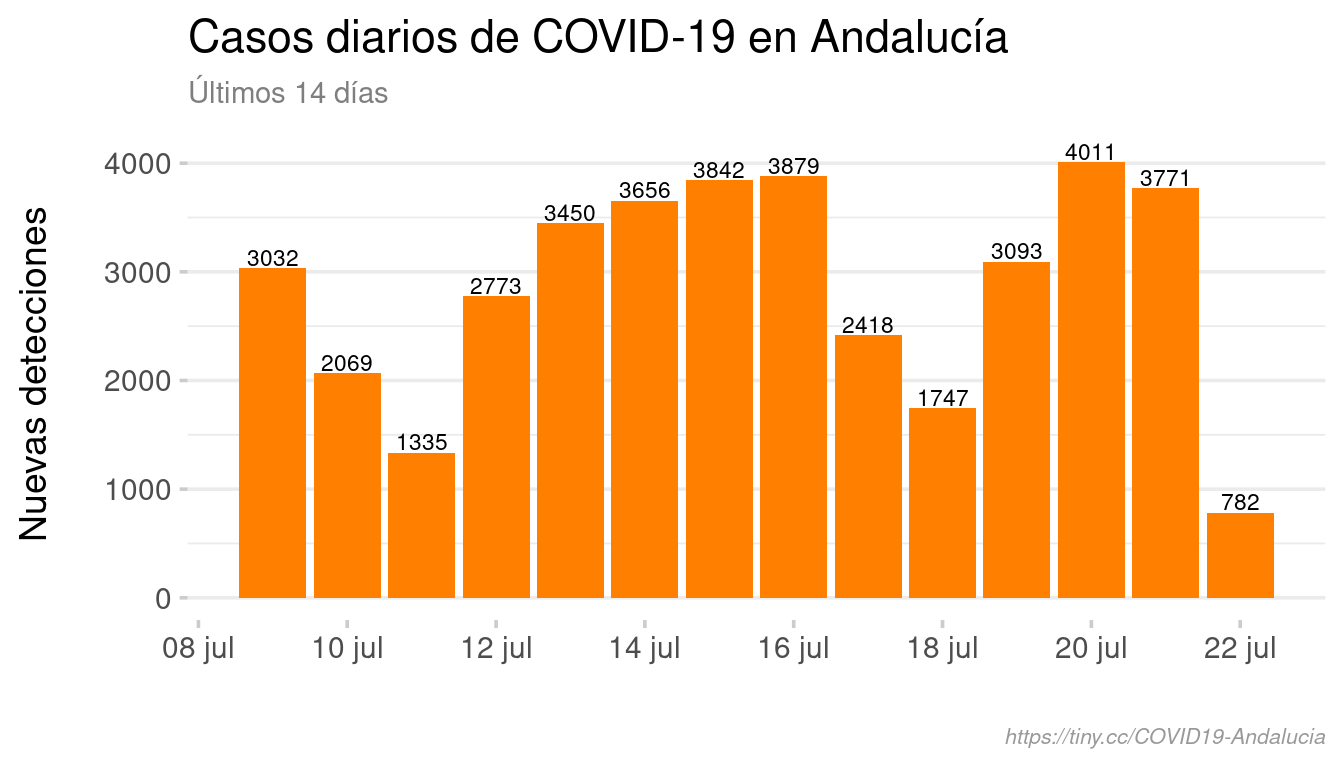 Casos diarios de COVID-19 en Andalucía
Últimos 14 días
Nuevas detecciones
4000
3000
2000
1000
0
3032
2069
1335
2773
3450
3656
3842
3879
2418
1747
3093
4011
3771
782
08 jul
10 jul
12 jul
14 jul
16 jul
18 jul
20 jul
22 jul
https://tiny.cc/COVID19-Andalucia